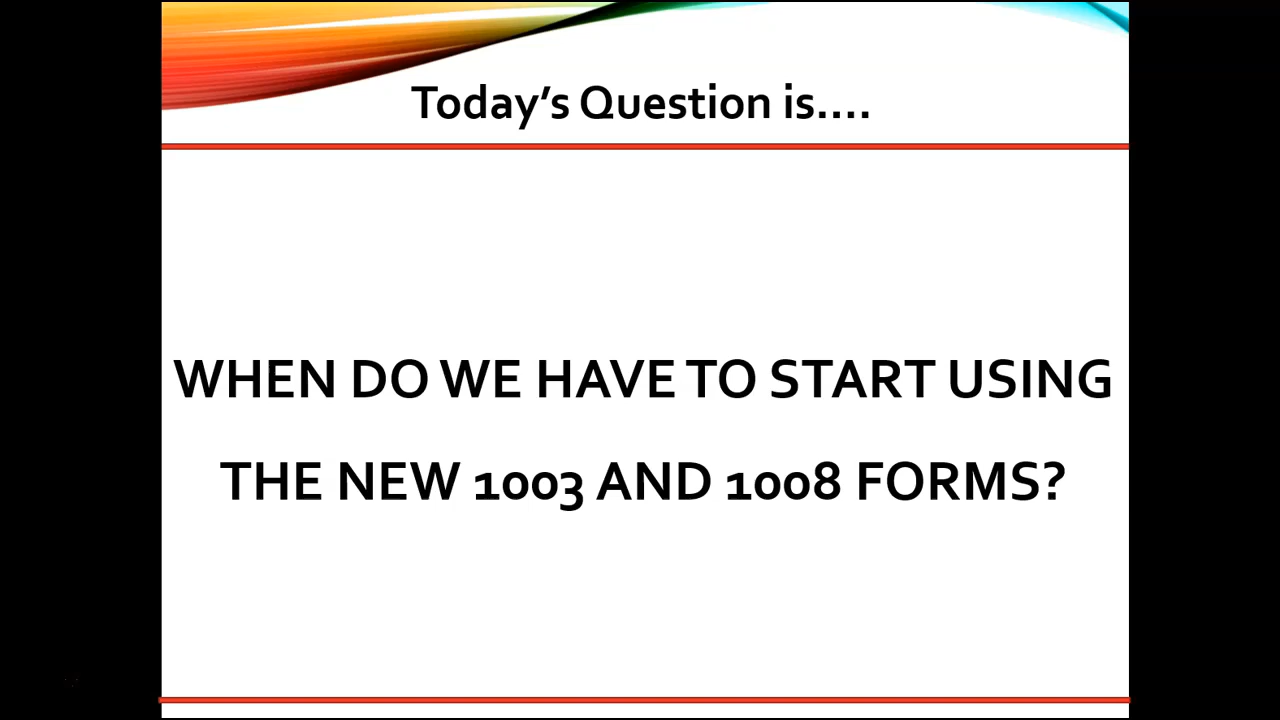 Today’s Question is....
WHEN DO WE HAVE TO START USING
THE NEW 1003 AND 1008 FORMS?